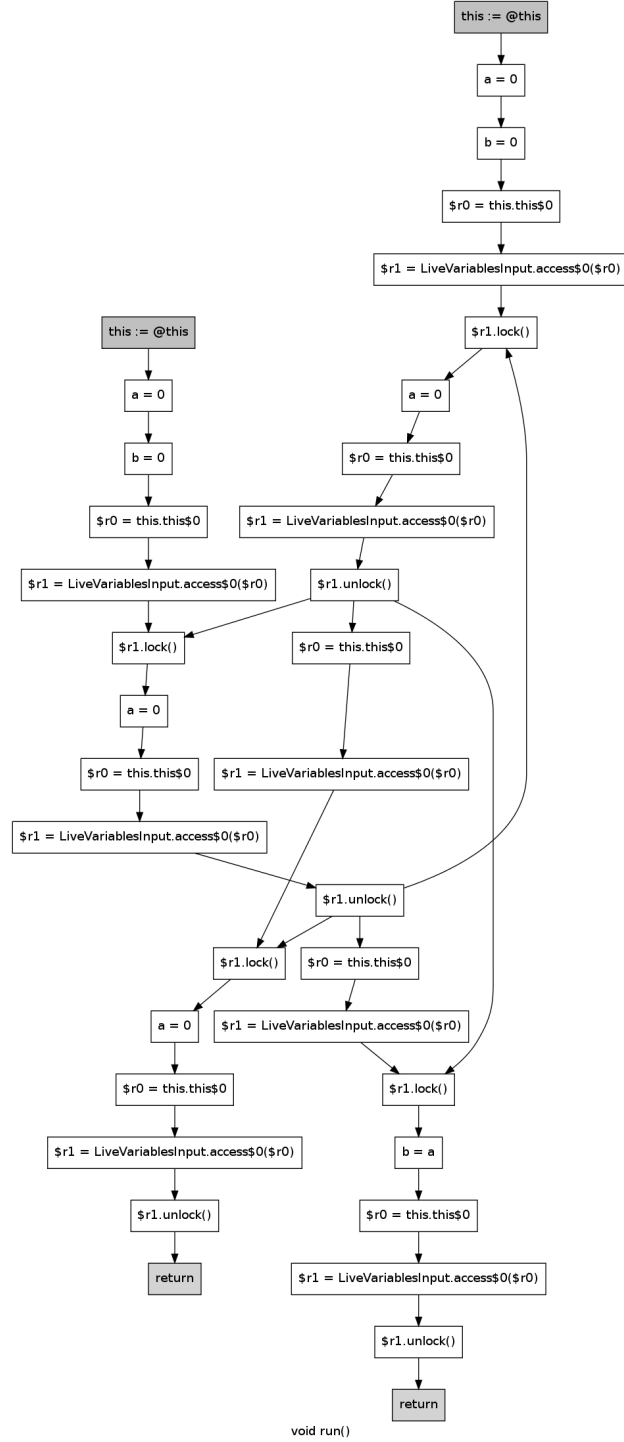 this := @this
a = 0
b = 0
$r0 = this.this$0
$r1 = LiveVariablesInput.access$0($r0)
this := @this
$r1.lock()
a = 0
a = 0
b = 0
$r0 = this.this$0
$r0 = this.this$0
$r1 = LiveVariablesInput.access$0($r0)
$r1 = LiveVariablesInput.access$0($r0)
$r1.unlock()
$r1.lock()
$r0 = this.this$0
a = 0
$r0 = this.this$0
$r1 = LiveVariablesInput.access$0($r0)
$r1 = LiveVariablesInput.access$0($r0)
$r1.unlock()
$r1.lock()
$r0 = this.this$0
a = 0
$r1 = LiveVariablesInput.access$0($r0)
$r0 = this.this$0
$r1.lock()
$r1 = LiveVariablesInput.access$0($r0)
b = a
$r1.unlock()
$r0 = this.this$0
return
$r1 = LiveVariablesInput.access$0($r0)
$r1.unlock()
return
void run()